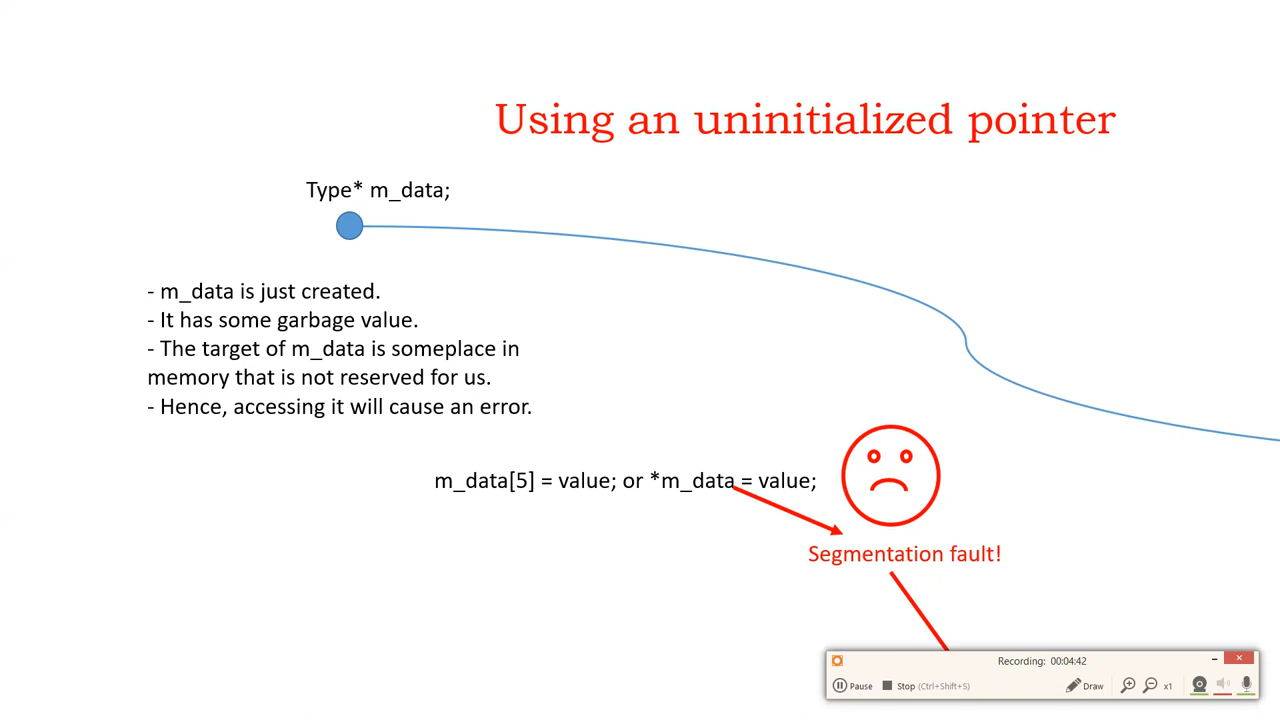 Using an uninitialized pointer
Type* m_data;
- m_data is just created.
- It has some garbage value.
- The target of m_data is someplace in
memory that is not reserved for us.
- Hence, accessing it will cause an error.
m_data[5] = value; or *m_data = value;
Segmentation fault!
Recording: 00:04:42
Pause Stop (Ctrl+Shift+S) Draw x1